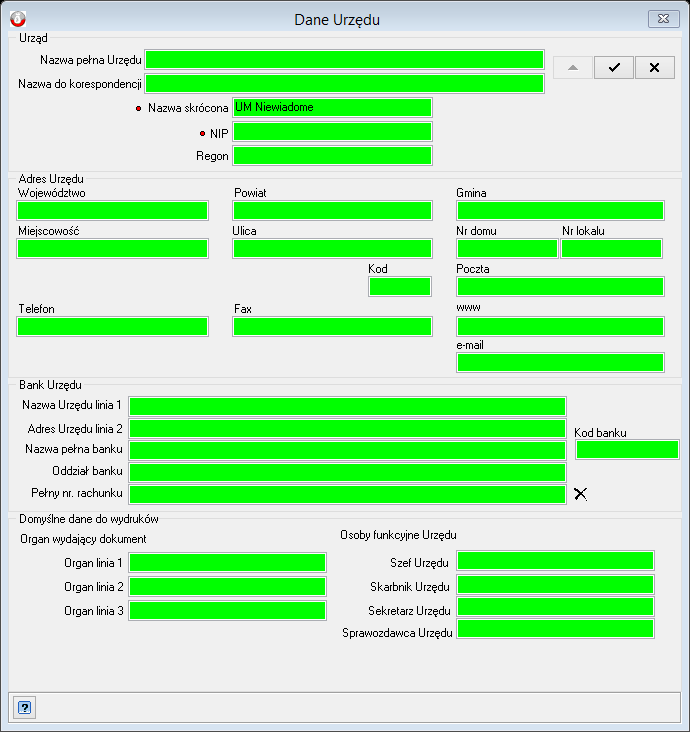 Dane Urzędu
Urząd
Nazwa pełna Urzędu
Nazwa do korespondencji
Nazwa skrócona UM Niewiadome
NIP
Regon
Adres Urzędu
Województwo Powiat Gmina
Miejscowość Ulica Nr domu Nr lokalu
Kod Poczta
Telefon Fax www
e-mail
Bank Urzędu
Nazwa Urzędu linia 1
Adres Urzędu linia 2
Kod banku
Nazwa pełna banku
Oddział banku
Pełny nr. rachunku
Domyślne dane do wydruków
Organ wydający dokument
Osoby funkcyjne Urzędu
Organ linia 1 Szef Urzędu
Organ linia 2 Skarbnik Urzędu
Organ linia 3 Sekretarz Urzędu
Sprawozdawca Urzędu
?